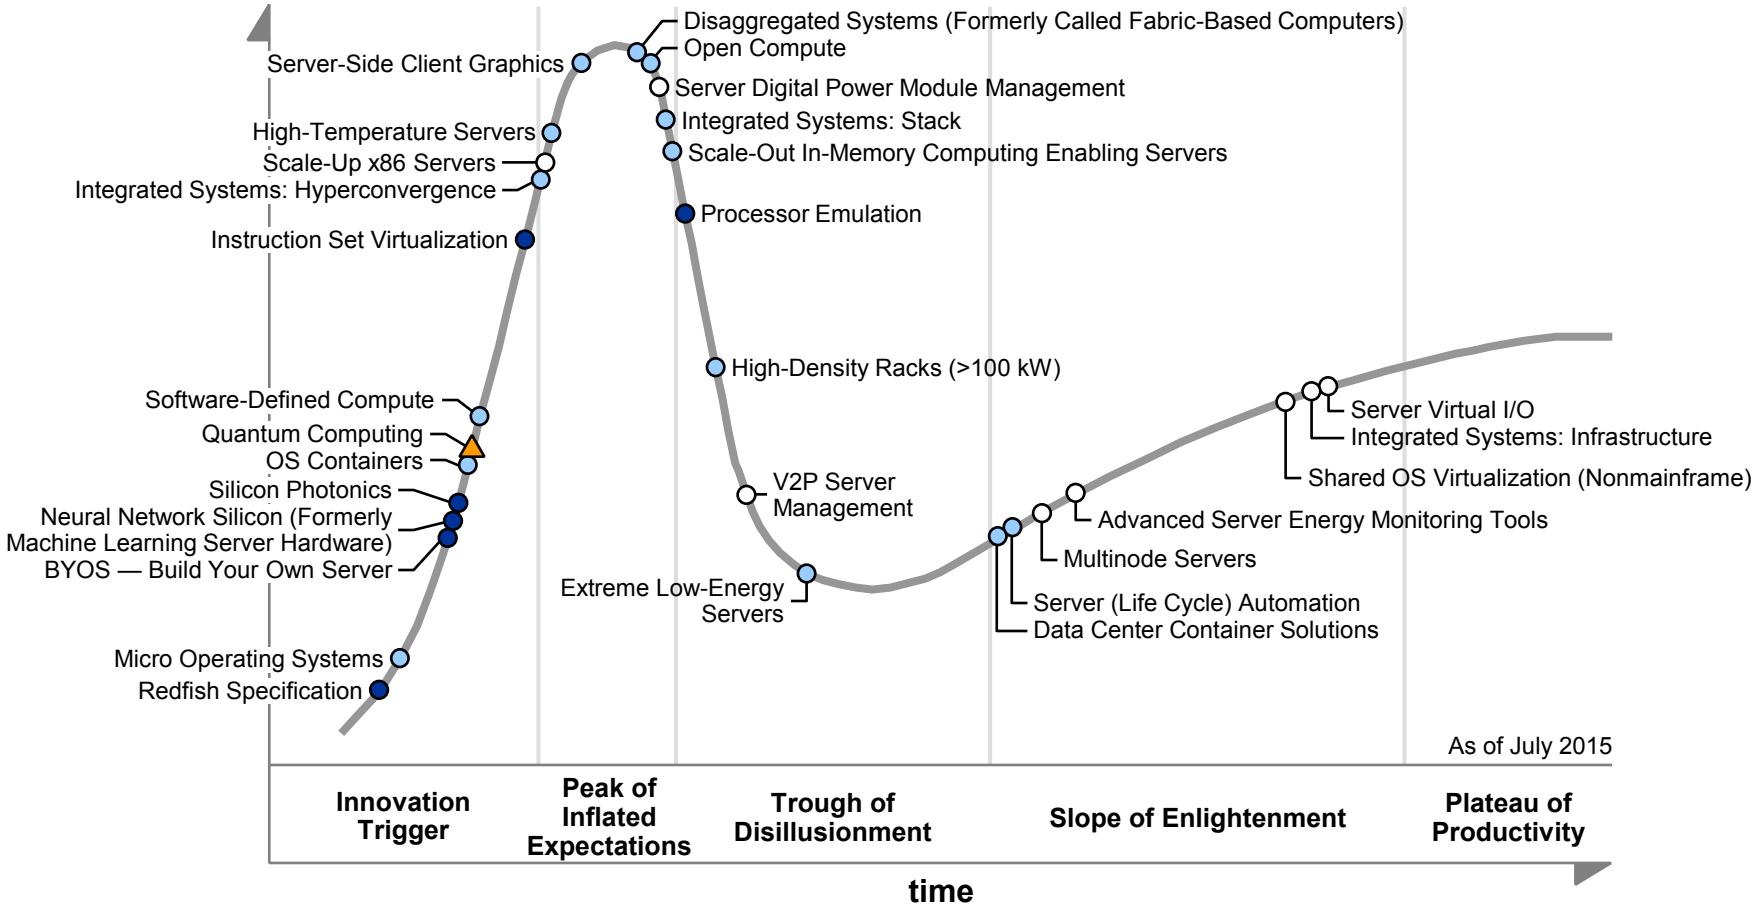 Disaggregated Systems (Formerly Called Fabric-Based Computers)
Open Compute
Server-Side Client Graphics
Server Digital Power Module Management
Integrated Systems: Stack
High-Temperature Servers
Scale-Out In-Memory Computing Enabling Servers
Scale-Up x86 Servers
Integrated Systems: Hyperconvergence
Processor Emulation
Instruction Set Virtualization
High-Density Racks (>100 kW)
Software-Defined Compute
Quantum Computing
OS Containers
Silicon Photonics
Neural Network Silicon (Formerly
Machine Learning Server Hardware)
BYOS — Build Your Own Server
Micro Operating Systems
Redfish Specification
V2P Server
Management
Extreme Low-Energy
Servers
Server Virtual I/O
Integrated Systems: Infrastructure
Shared OS Virtualization (Nonmainframe)
Advanced Server Energy Monitoring Tools
Multinode Servers
Server (Life Cycle) Automation
Data Center Container Solutions
As of July 2015
Innovation
Trigger
Peak of
Inflated
Expectations
Trough of
Disillusionment
Slope of Enlightenment
Plateau of
Productivity
time